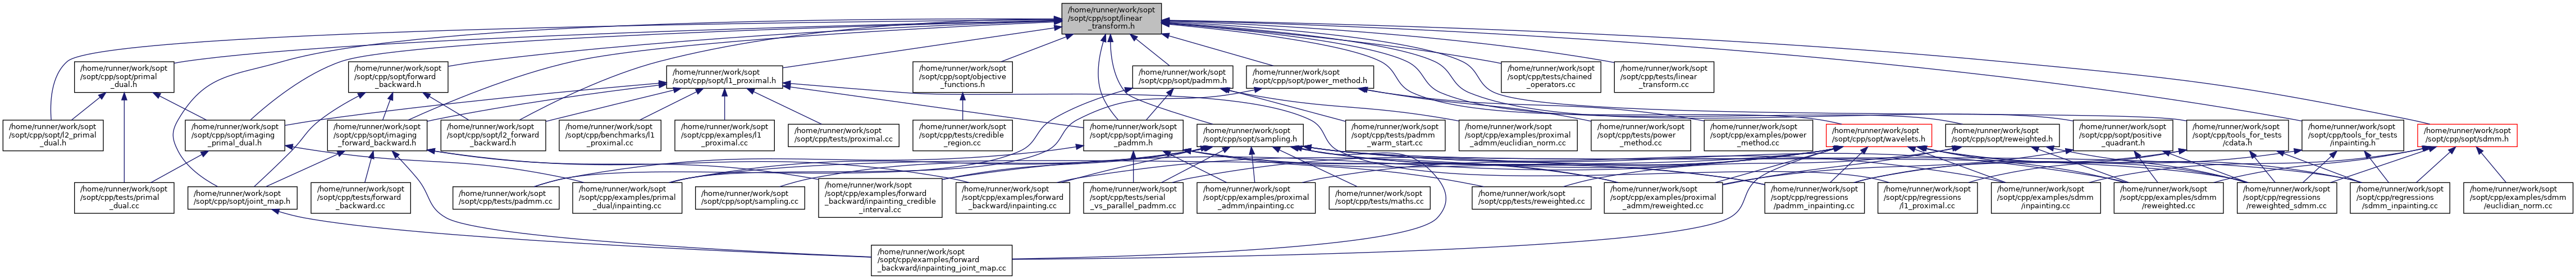 /home/runner/work/sopt
/sopt/cpp/sopt/linear
_transform.h
/home/runner/work/sopt
/sopt/cpp/sopt/primal
_dual.h
/home/runner/work/sopt
/sopt/cpp/sopt/forward
_backward.h
/home/runner/work/sopt
/sopt/cpp/sopt/l1_proximal.h
/home/runner/work/sopt
/sopt/cpp/sopt/objective
_functions.h
/home/runner/work/sopt
/sopt/cpp/sopt/padmm.h
/home/runner/work/sopt
/sopt/cpp/sopt/power_method.h
/home/runner/work/sopt
/sopt/cpp/tests/chained
_operators.cc
/home/runner/work/sopt
/sopt/cpp/tests/linear
_transform.cc
/home/runner/work/sopt
/sopt/cpp/sopt/l2_primal
_dual.h
/home/runner/work/sopt
/sopt/cpp/sopt/imaging
_primal_dual.h
/home/runner/work/sopt
/sopt/cpp/sopt/imaging
_forward_backward.h
/home/runner/work/sopt
/sopt/cpp/sopt/l2_forward
_backward.h
/home/runner/work/sopt
/sopt/cpp/benchmarks/l1
_proximal.cc
/home/runner/work/sopt
/sopt/cpp/examples/l1
_proximal.cc
/home/runner/work/sopt
/sopt/cpp/tests/proximal.cc
/home/runner/work/sopt
/sopt/cpp/tests/credible
_region.cc
/home/runner/work/sopt
/sopt/cpp/sopt/imaging
_padmm.h
/home/runner/work/sopt
/sopt/cpp/sopt/sampling.h
/home/runner/work/sopt
/sopt/cpp/tests/padmm
_warm_start.cc
/home/runner/work/sopt
/sopt/cpp/examples/proximal
_admm/euclidian_norm.cc
/home/runner/work/sopt
/sopt/cpp/tests/power
_method.cc
/home/runner/work/sopt
/sopt/cpp/examples/power
_method.cc
/home/runner/work/sopt
/sopt/cpp/sopt/wavelets.h
/home/runner/work/sopt
/sopt/cpp/sopt/reweighted.h
/home/runner/work/sopt
/sopt/cpp/sopt/positive
_quadrant.h
/home/runner/work/sopt
/sopt/cpp/tools_for_tests
/cdata.h
/home/runner/work/sopt
/sopt/cpp/tools_for_tests
/inpainting.h
/home/runner/work/sopt
/sopt/cpp/sopt/sdmm.h
/home/runner/work/sopt
/sopt/cpp/tests/primal
_dual.cc
/home/runner/work/sopt
/sopt/cpp/sopt/joint_map.h
/home/runner/work/sopt
/sopt/cpp/tests/forward
_backward.cc
/home/runner/work/sopt
/sopt/cpp/tests/padmm.cc
/home/runner/work/sopt
/sopt/cpp/examples/primal
_dual/inpainting.cc
/home/runner/work/sopt
/sopt/cpp/sopt/sampling.cc
/home/runner/work/sopt
/sopt/cpp/examples/forward
_backward/inpainting_credible
_interval.cc
/home/runner/work/sopt
/sopt/cpp/examples/forward
_backward/inpainting.cc
/home/runner/work/sopt
/sopt/cpp/tests/serial
_vs_parallel_padmm.cc
/home/runner/work/sopt
/sopt/cpp/examples/proximal
_admm/inpainting.cc
/home/runner/work/sopt
/sopt/cpp/tests/maths.cc
/home/runner/work/sopt
/sopt/cpp/tests/reweighted.cc
/home/runner/work/sopt
/sopt/cpp/examples/proximal
_admm/reweighted.cc
/home/runner/work/sopt
/sopt/cpp/regressions
/padmm_inpainting.cc
/home/runner/work/sopt
/sopt/cpp/regressions
/l1_proximal.cc
/home/runner/work/sopt
/sopt/cpp/examples/sdmm
/inpainting.cc
/home/runner/work/sopt
/sopt/cpp/examples/sdmm
/reweighted.cc
/home/runner/work/sopt
/sopt/cpp/regressions
/reweighted_sdmm.cc
/home/runner/work/sopt
/sopt/cpp/regressions
/sdmm_inpainting.cc
/home/runner/work/sopt
/sopt/cpp/examples/sdmm
/euclidian_norm.cc
/home/runner/work/sopt
/sopt/cpp/examples/forward
_backward/inpainting_joint_map.cc